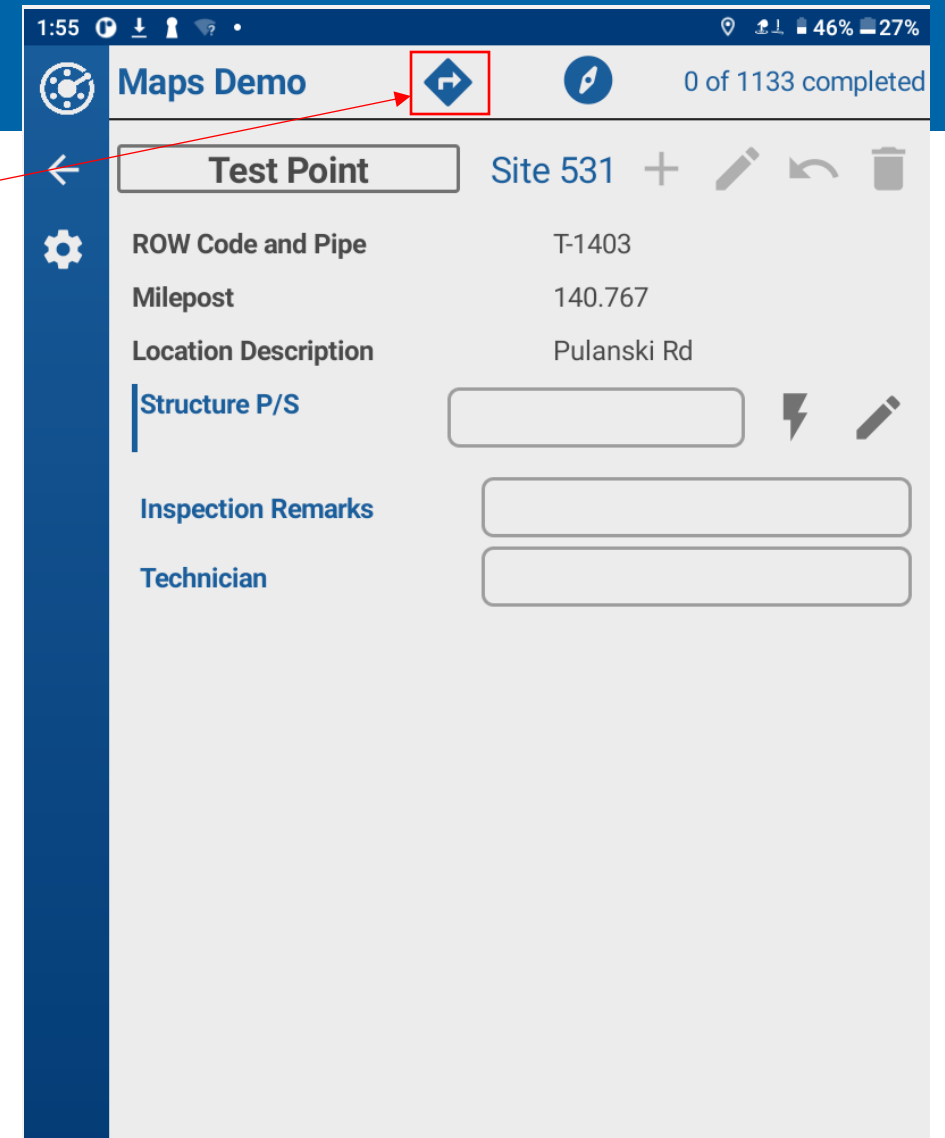 1:55 46% 27%
Maps Demo 0 of 1133 completed
Test Point Site 531
ROW Code and Pipe T-1403
Milepost 140.767
Location Description Pulanski Rd
Structure P/S
Inspection Remarks
Technician